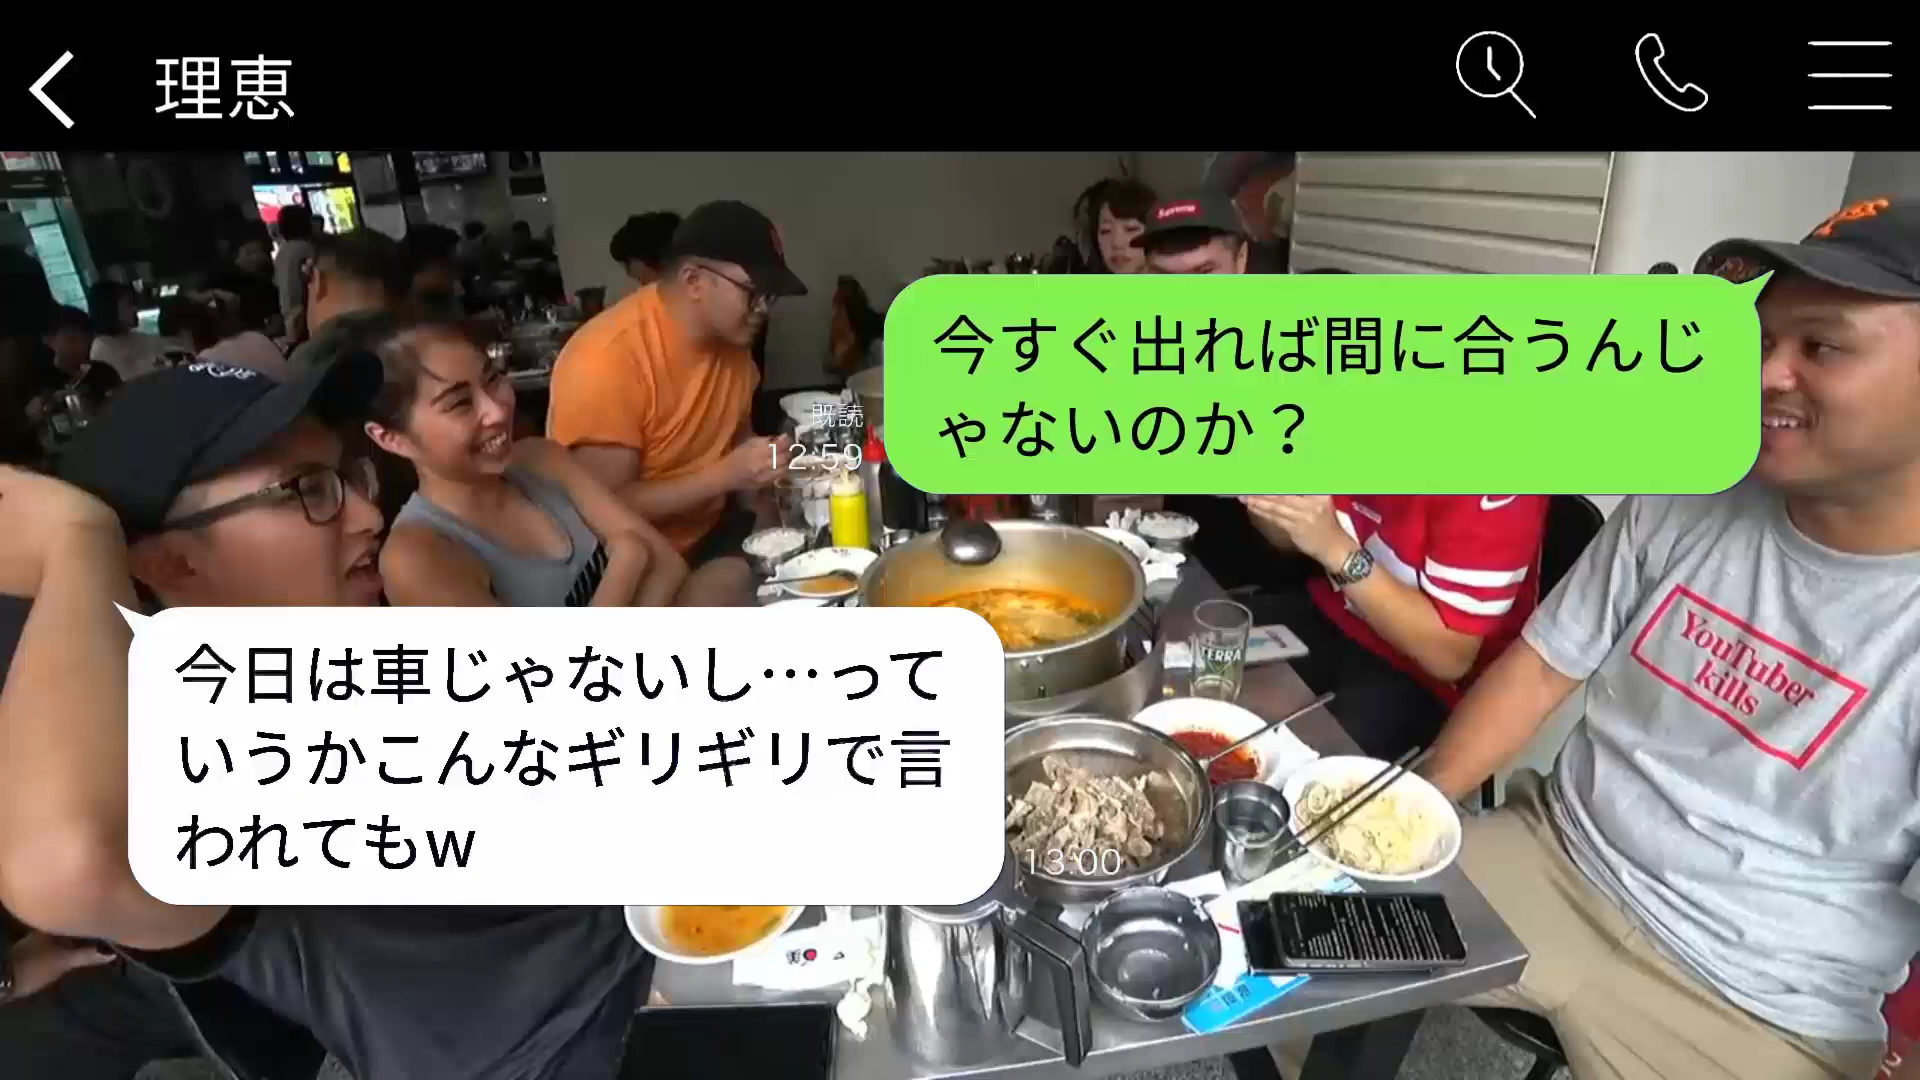 理恵
今すぐ出れば間に合うんじ
ゃないのか？
既読
12:59
今日は車じゃないし…って
いうかこんなギリギリで言
われてもw
13:00
Supreme
TERRA
YouTuber
kills